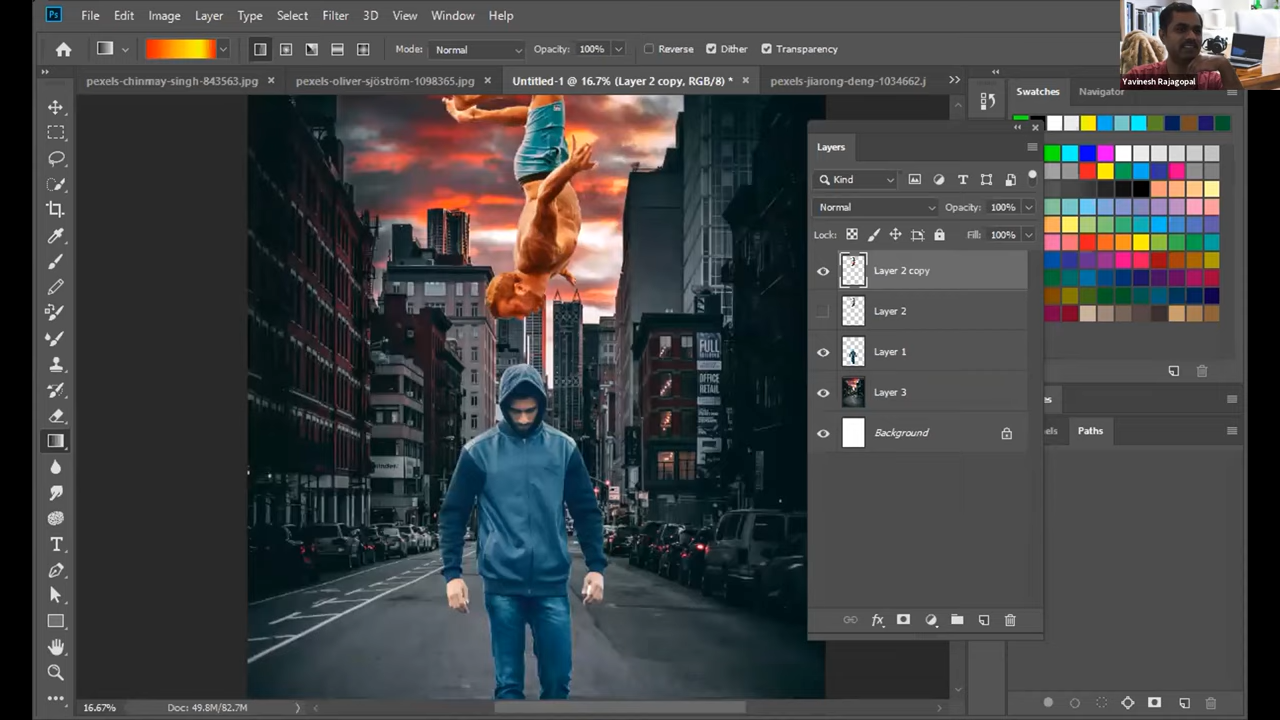 Ps File Edit Image Layer Type Select Filter 3D View Window Help
Mode: Normal Opacity: 100% Reverse Dither Transparency
Yavinesh Rajagopal
pexels-chinmay-singh-843563.jpg × pexels-oliver-sjöström-1098365.jpg × Untitled-1 @ 16.7% (Layer 2 copy, RGB/8) * × pexels-jiarong-deng-1034662.j
Swatches Navigator
Layers
Kind
Normal Opacity: 100%
Lock: Fill: 100%
Layer 2 copy
Layer 2
Layer 1
Layer 3
Background
Paths
FULL
OFFICE
RETAIL
16.67% Doc: 49.8M/82.7M